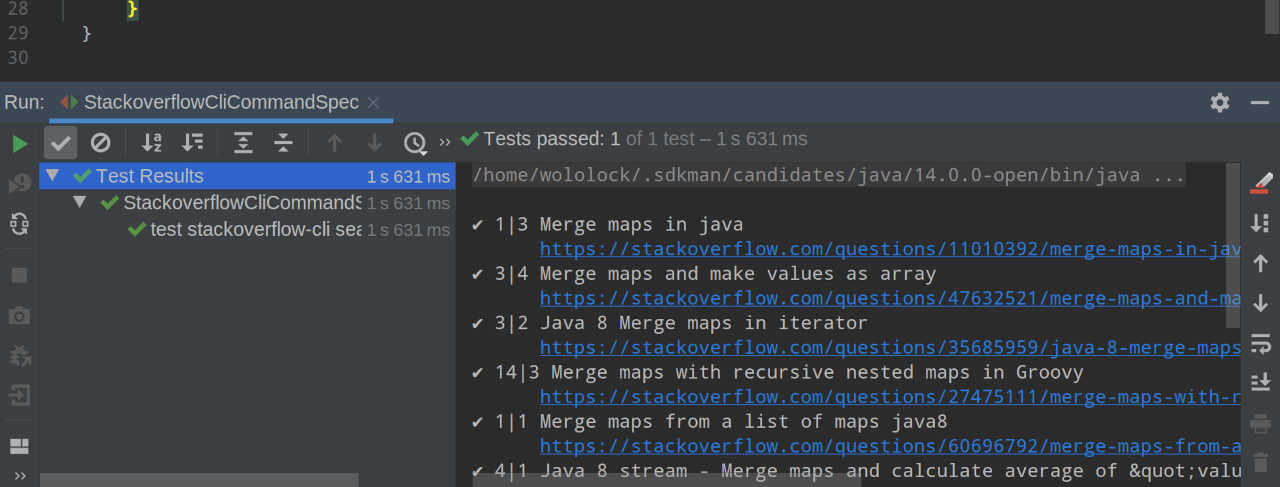 28 }
29 }
30
Run: StackoverflowCliCommandSpec
Tests passed: 1 of 1 test – 1 s 631 ms
Test Results 1 s 631 ms
StackoverflowCliCommandS 1 s 631 ms
test stackoverflow-cli sea 1 s 631 ms
/home/wololock/.sdkman/candidates/java/14.0.0-open/bin/java ...
✔ 1|3 Merge maps in java
https://stackoverflow.com/questions/11010392/merge-maps-in-jav
✔ 3|4 Merge maps and make values as array
https://stackoverflow.com/questions/47632521/merge-maps-and-ma
✔ 3|2 Java 8 Merge maps in iterator
https://stackoverflow.com/questions/35685959/java-8-merge-maps
✔ 14|3 Merge maps with recursive nested maps in Groovy
https://stackoverflow.com/questions/27475111/merge-maps-with-r
✔ 1|1 Merge maps from a list of maps java8
https://stackoverflow.com/questions/60696792/merge-maps-from-a
✔ 4|1 Java 8 stream - Merge maps and calculate average of &quot;valu